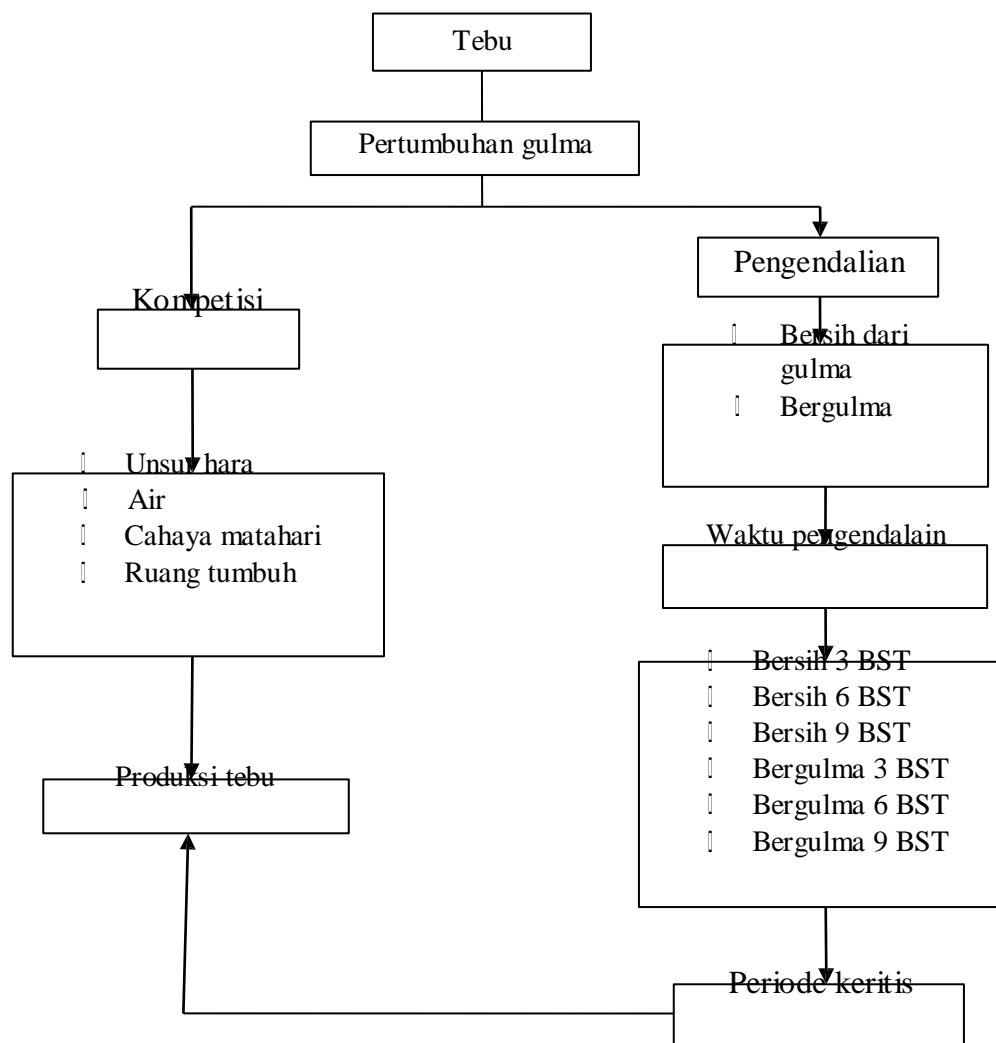 Tebu
Pertumbuhan gulma
Kompetisi
Unsur hara
Air
Cahaya matahari
Ruang tumbuh
Produksi tebu
Pengendalian
Bersih dari
gulma
Bergulma
Waktu pengendalain
Bersih 3 BST
Bersih 6 BST
Bersih 9 BST
Bergulma 3 BST
Bergulma 6 BST
Bergulma 9 BST
Periode keritis